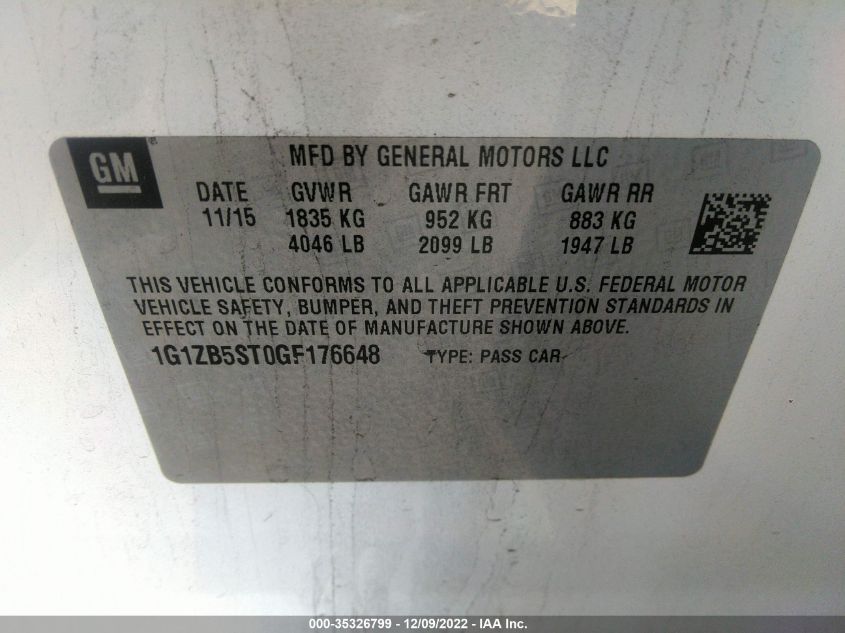 GM®
MFD BY GENERAL MOTORS LLC
DATE GVWR GAWR FRT GAWR RR
11/15 1835 KG 952 KG 883 KG
4046 LB 2099 LB 1947 LB
THIS VEHICLE CONFORMS TO ALL APPLICABLE U.S. FEDERAL MOTOR
VEHICLE SAFETY, BUMPER, AND THEFT PREVENTION STANDARDS IN
EFFECT ON THE DATE OF MANUFACTURE SHOWN ABOVE.
1G1ZB5ST0GF176648 TYPE: PASS CAR
000-35326799 - 12/09/2022 - IAA Inc.